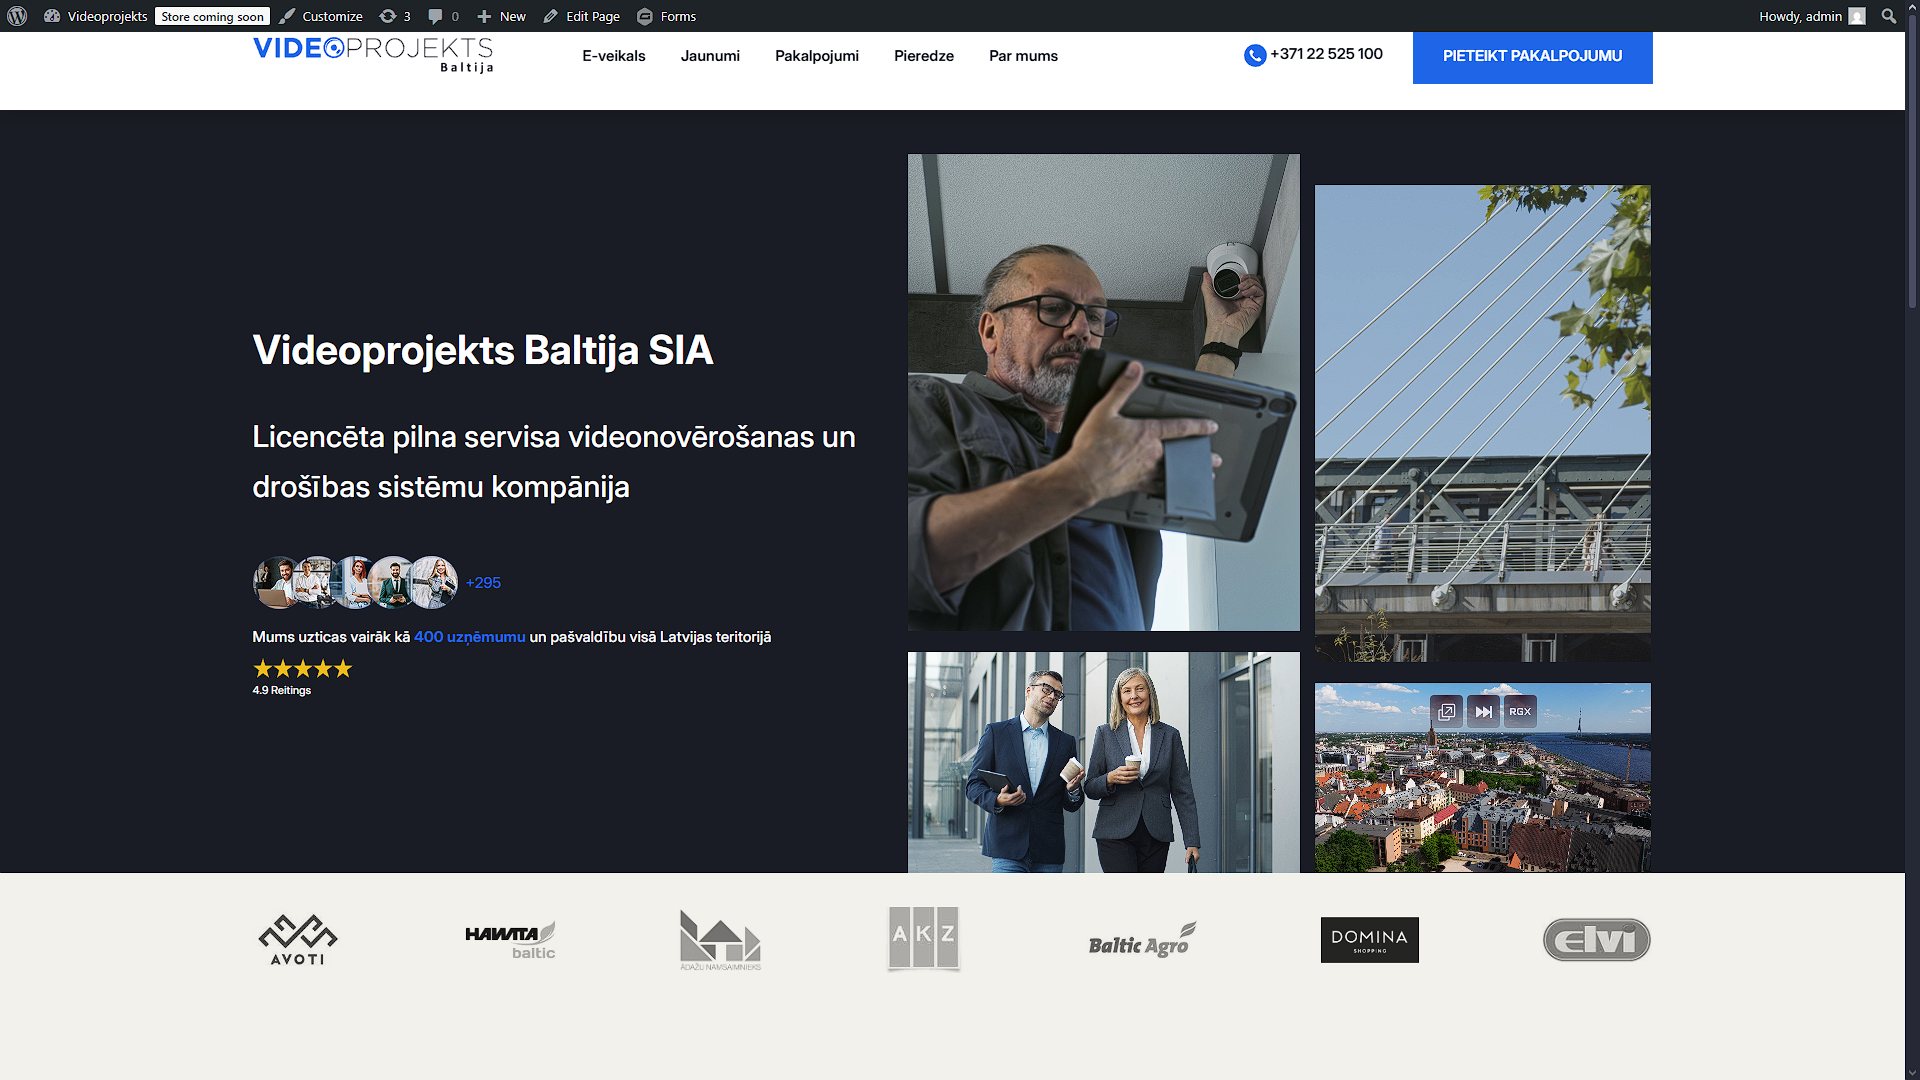 Videoprojekts Store coming soon Customize 3 0 New Edit Page Forms Howdy, admin
VIDEOPROJEKTS
Baltija
E-veikals Jaunumi Pakalpojumi Pieredze Par mums +371 22 525 100 PIETEIKT PAKALPOJUMU
Videoprojekts Baltija SIA
Licencēta pilna servisa videonovērošanas un
drošības sistēmu kompānija
+295
Mums uzticas vairāk kā 400 uzņēmumu un pašvaldību visā Latvijas teritorijā
4.9 Reitings
RGX
AVOTI
HAWITA
baltic
ĀDAŽU NAMSAIMNIEKS
AKZ
Baltic Agro
DOMINA
SHOPPING
elvi